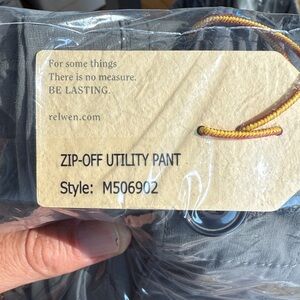 For some things
There is no measure.
BE LASTING.
relwen.com
ZIP-OFF UTILITY PANT
Style: M506902